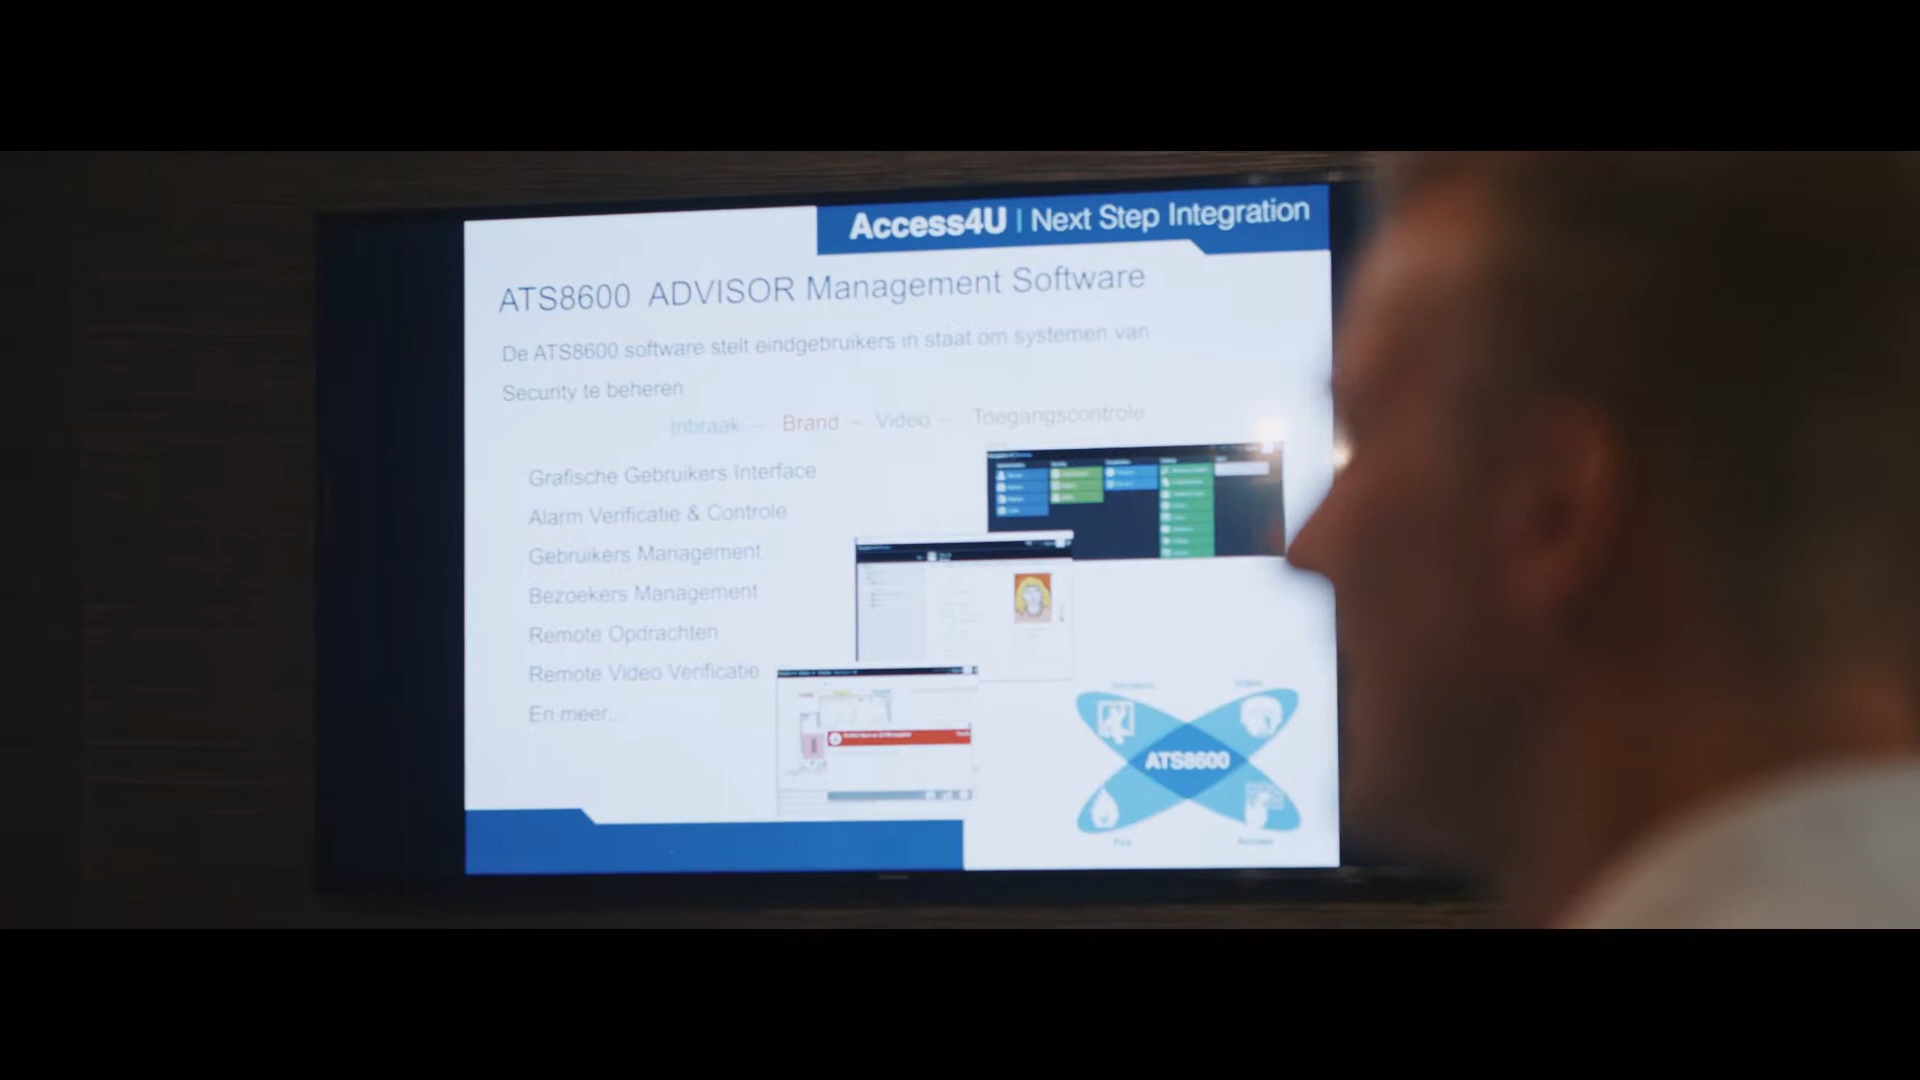 Access4U | Next Step Integration
ATS8600 ADVISOR Management Software
De ATS8600 software stelt eindgebruikers in staat om systemen van
Security te beheren
Inbraak – Brand – Video – Toegangscontrole
Grafische Gebruikers Interface
Alarm Verificatie & Controle
Gebruikers Management
Bezoekers Management
Remote Opdrachten
Remote Video Verificatie
En meer...
ATS8600
Fire